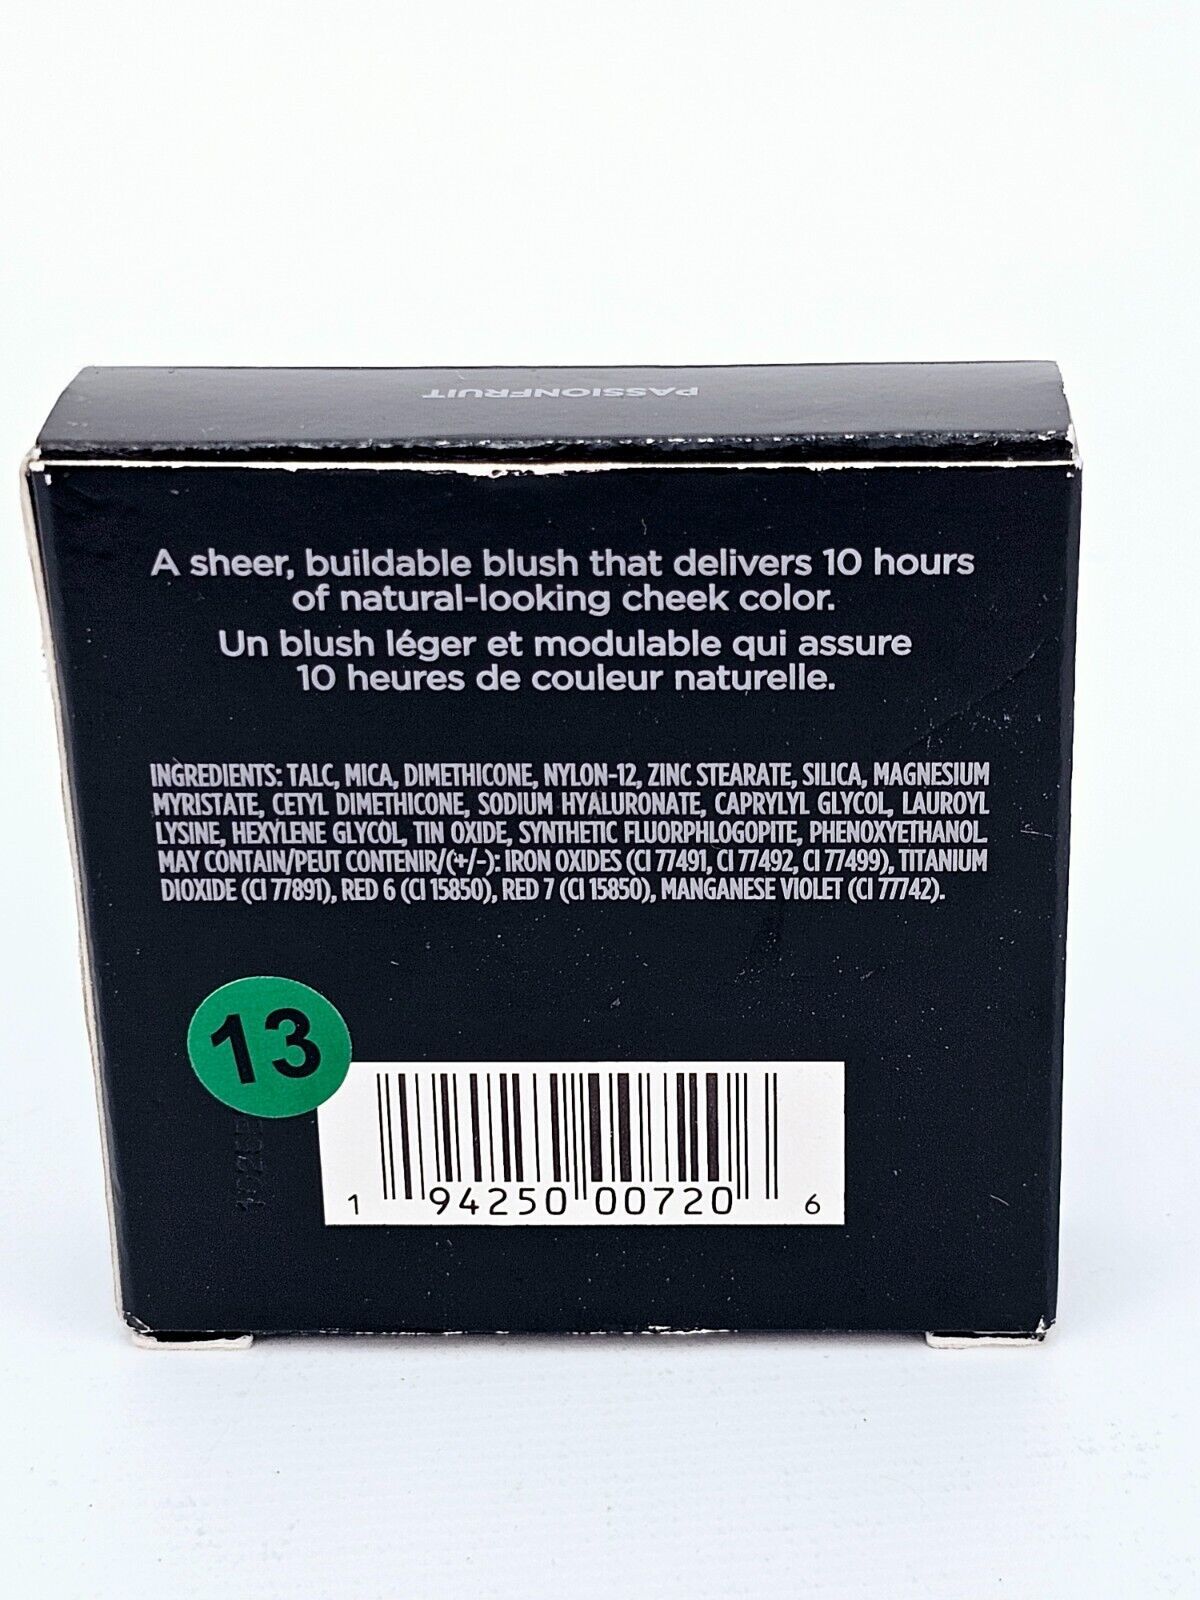 PASSIONFRUIT
A sheer, buildable blush that delivers 10 hours
of natural-looking cheek color.
Un blush léger et modulable qui assure
10 heures de couleur naturelle.
INGREDIENTS: TALC, MICA, DIMETHICONE, NYLON-12, ZINC STEARATE, SILICA, MAGNESIUM
MYRISTATE, CETYL DIMETHICONE, SODIUM HYALURONATE, CAPRYLYL GLYCOL, LAUROYL
LYSINE, HEXYLENE GLYCOL, TIN OXIDE, SYNTHETIC FLUORPHLOGOPITE, PHENOXYETHANOL.
MAY CONTAIN/PEUT CONTENIR/(+/-): IRON OXIDES (CI 77491, CI 77492, CI 77499), TITANIUM
DIOXIDE (CI 77891), RED 6 (CI 15850), RED 7 (CI 15850), MANGANESE VIOLET (CI 77742).
13
1 94250 00720 6